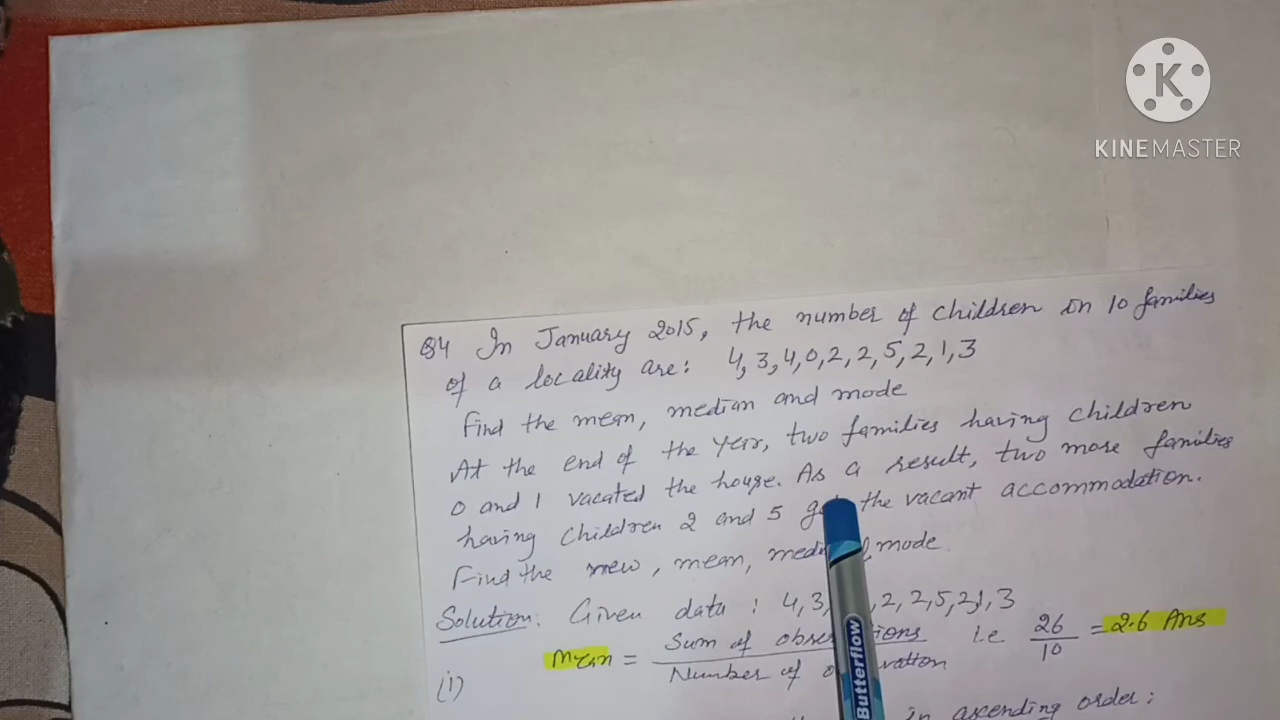 K
KINEMASTER
Q4 In January 2015, the number of children in 10 families
of a locality are: 4, 3, 4, 0, 2, 2, 5, 2, 1, 3
Find the mean, median and mode
At the end of the year, two families having children
0 and 1 vacated the house. As a result, two more families
having children 2 and 5 the vacant accommodation.
Find the new, mean, mode.
Solution: Given data : 4, 3, 2, 2, 5, 2, 1, 3
(i) Mean = Sum of / Number of i.e 26/10 = 2.6 Ans
in ascending order:
Butterflow